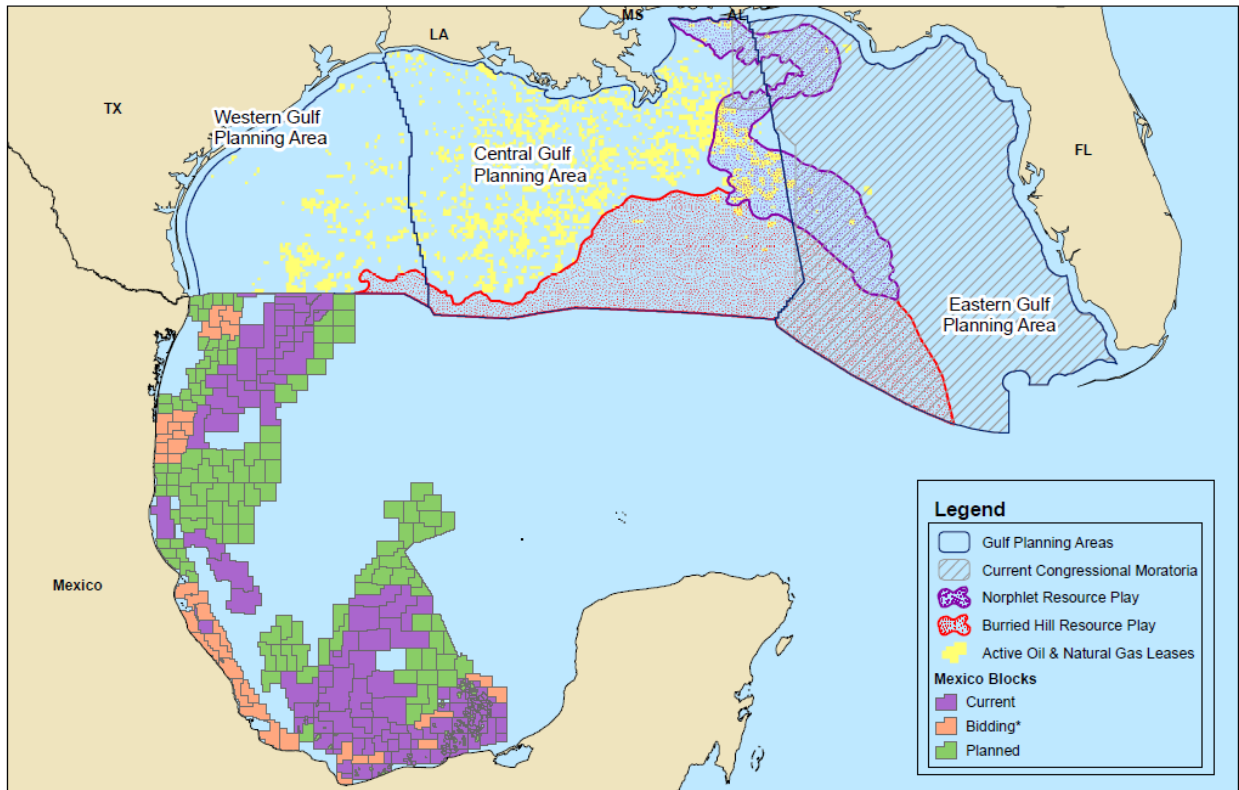 MS
AL
LA
TX
Western Gulf
Planning Area
Central Gulf
Planning Area
FL
Eastern Gulf
Planning Area
Mexico
Legend
Gulf Planning Areas
Current Congressional Moratoria
Norphlet Resource Play
Burried Hill Resource Play
Active Oil & Natural Gas Leases
Mexico Blocks
Current
Bidding*
Planned